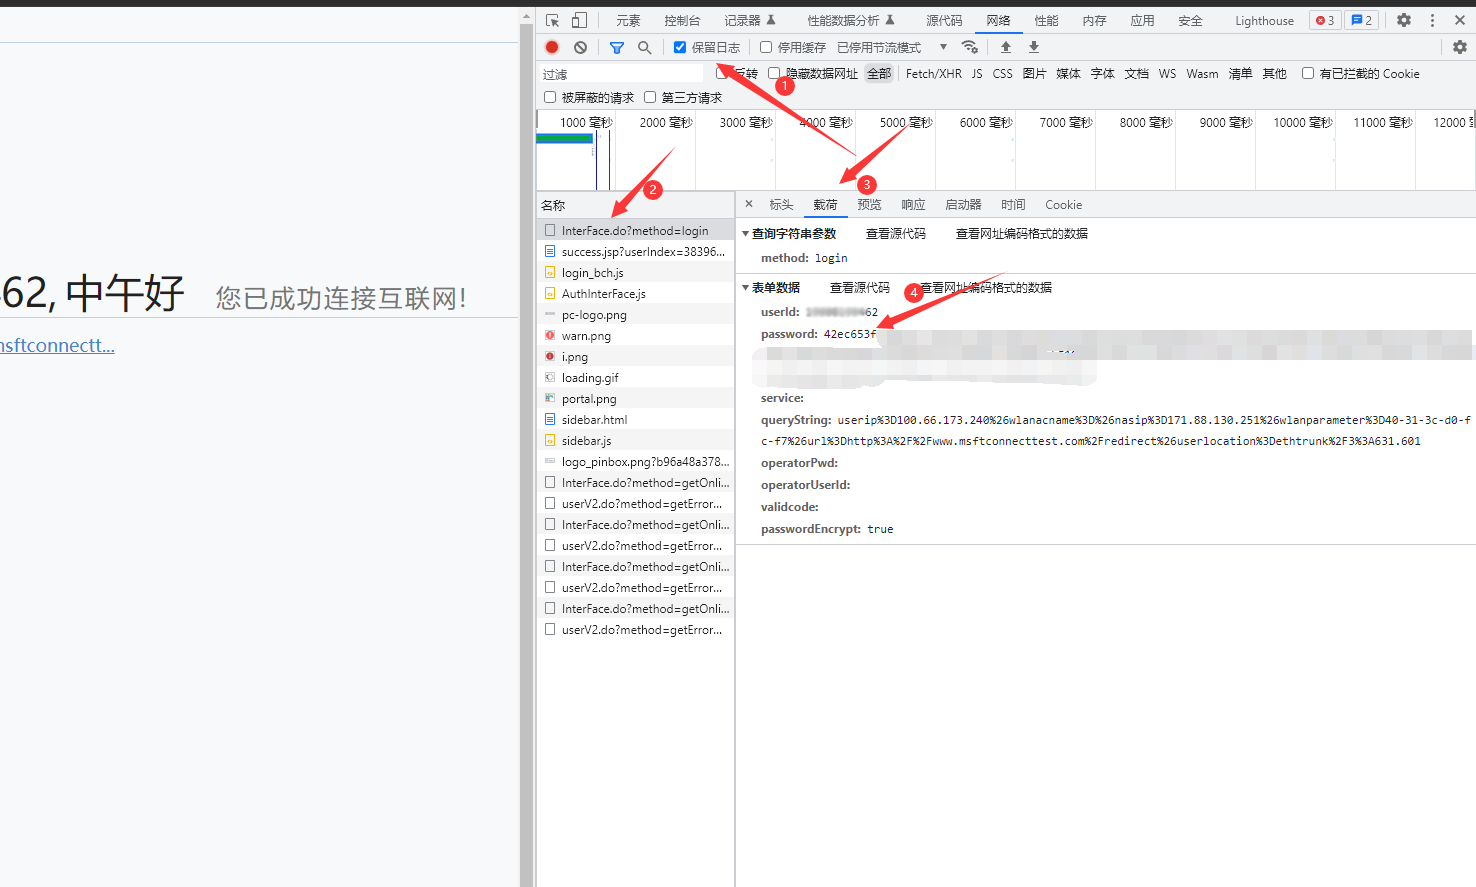 元素 控制台 记录器 性能数据分析 源代码 网络 性能 内存 应用 安全 Lighthouse 3 2
保留日志 停用缓存 已停用节流模式
过滤 反转 隐藏数据网址 全部 Fetch/XHR JS CSS 图片 媒体 字体 文档 WS Wasm 清单 其他 有已拦截的 Cookie
1
被屏蔽的请求 第三方请求
1000 毫秒 2000 毫秒 3000 毫秒 4000 毫秒 5000 毫秒 6000 毫秒 7000 毫秒 8000 毫秒 9000 毫秒 10000 毫秒 11000 毫秒 12000
2
3
名称
InterFace.do?method=login
success.jsp?userIndex=38396...
login_bch.js
AuthInterFace.js
pc-logo.png
warn.png
i.png
loading.gif
portal.png
sidebar.html
sidebar.js
logo_pinbox.png?b96a48a378...
InterFace.do?method=getOnli...
userV2.do?method=getError...
InterFace.do?method=getOnli...
userV2.do?method=getError...
InterFace.do?method=getOnli...
userV2.do?method=getError...
InterFace.do?method=getOnli...
userV2.do?method=getError...
标头 载荷 预览 响应 启动器 时间 Cookie
查询字符串参数 查看源代码 查看网址编码格式的数据
method: login
表单数据 查看源代码 查看网址编码格式的数据
4
userId: 62
password: 42ec653f
service:
queryString: userip%3D100.66.173.240%26wlanacname%3D%26nasip%3D171.88.130.251%26wlanparameter%3D40-31-3c-d0-f
c-f7%26url%3Dhttp%3A%2F%2Fwww.msftconnecttest.com%2Fredirect%26userlocation%3Dethtrunk%2F3%3A631.601
operatorPwd:
operatorUserId:
validcode:
passwordEncrypt: true
62, 中午好 您已成功连接互联网!
msftconnectt...